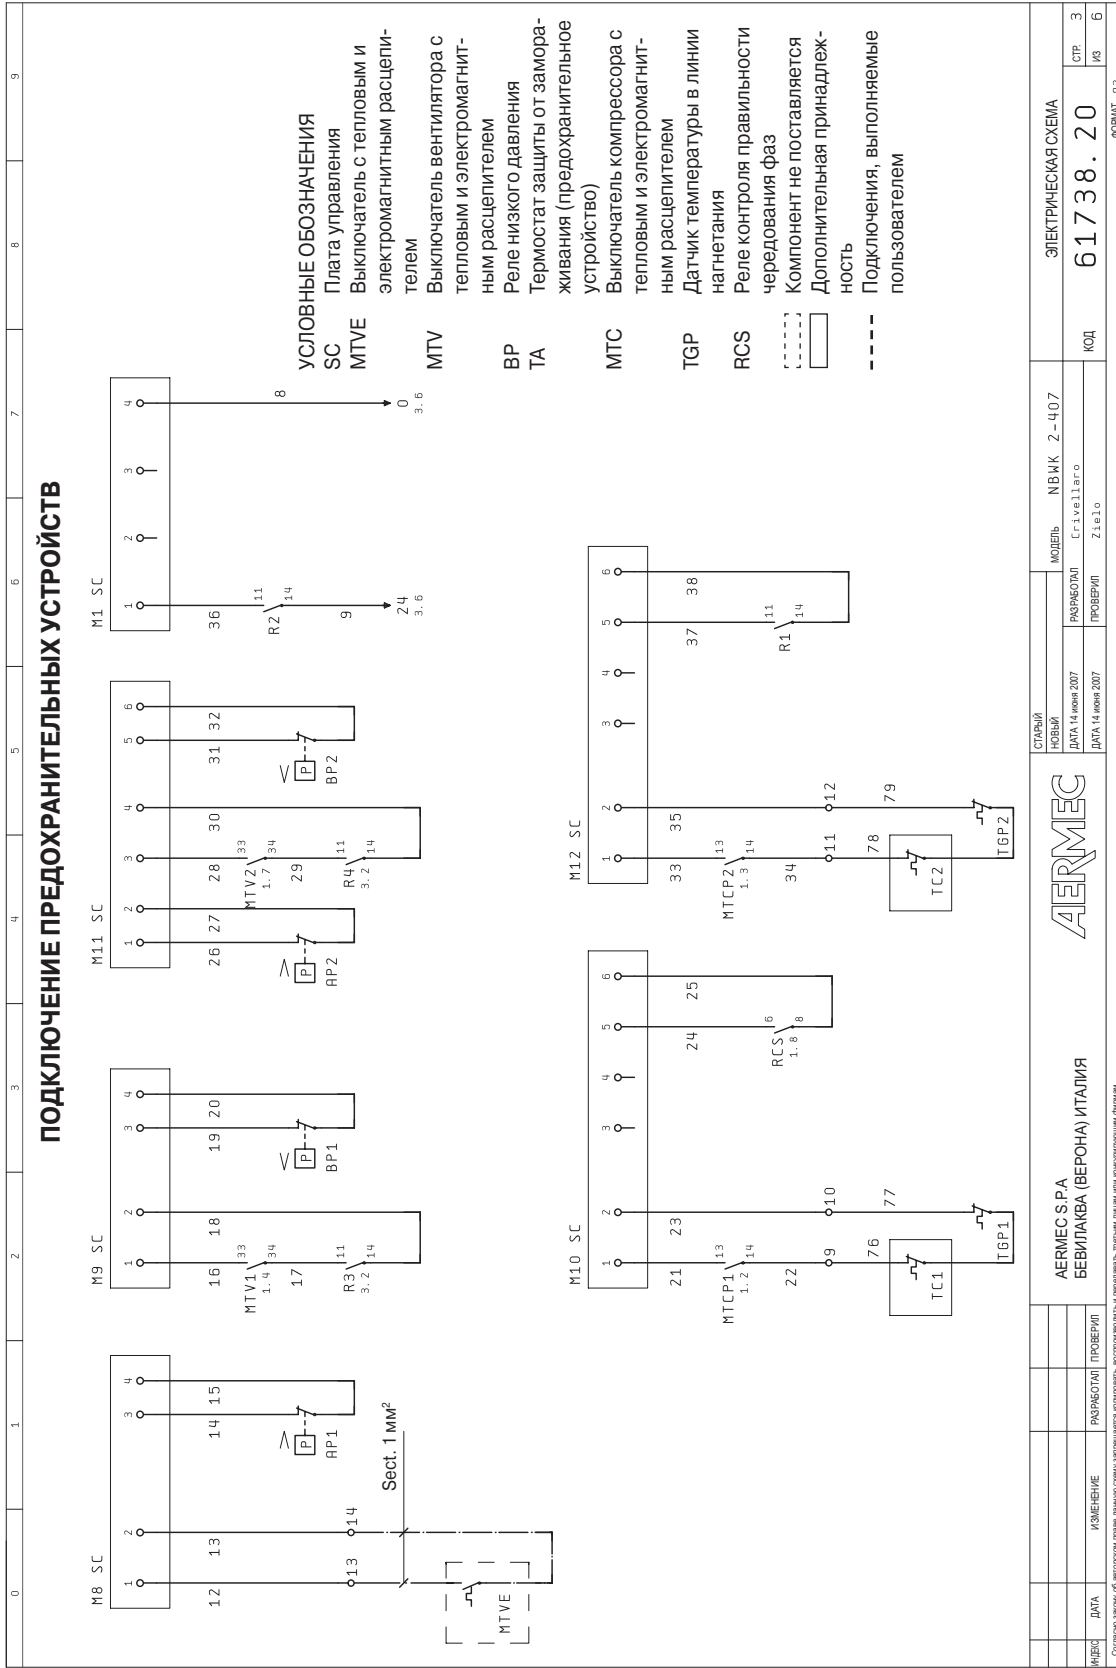 0 1 2 3 4 5 6 7 8 9
ПОДКЛЮЧЕНИЕ ПРЕДОХРАНИТЕЛЬНЫХ УСТРОЙСТВ
M8 SC
1 2 3 4
12 13 14 15
13 14
P
>
AP1
Sect. 1 мм²
MTVE
M9 SC
1 2 3 4
16 18 19 20
MTV1
1.4
33
34
17
R3
3.2
11
14
P
<
BP1
M11 SC
1 2 3 4 5 6
26 27 28 30 31 32
P
>
AP2
MTV2
1.7
33
34
29
R4
3.2
11
14
P
<
BP2
M1 SC
1 2 3 4
36
R2
11
14
9
24
3.6
8
0
3.6
M10 SC
1 2 3 4 5 6
21 23 24 25
MTCP1
1.2
13
14
22
9 10
76 77
TC1
TGP1
RCS
1.8
6
8
M12 SC
1 2 3 4 5 6
33 35 37 38
MTCP2
1.3
13
14
34
11 12
78 79
TC2
TGP2
R1
11
14
УСЛОВНЫЕ ОБОЗНАЧЕНИЯ
SC Плата управления
MTVE Выключатель с тепловым и
электромагнитным расцепи-
телем
MTV Выключатель вентилятора с
тепловым и электромагнит-
ным расцепителем
BP Реле низкого давления
TA Термостат защиты от замора-
живания (предохранительное
устройство)
MTC Выключатель компрессора с
тепловым и электромагнит-
ным расцепителем
TGP Датчик температуры в линии
нагнетания
RCS Реле контроля правильности
чередования фаз
Компонент не поставляется
Дополнительная принадлеж-
ность
Подключения, выполняемые
пользователем
ИНДЕКС ДАТА ИЗМЕНЕНИЕ РАЗРАБОТАЛ ПРОВЕРИЛ
AERMEC S.P.A
БЕВИЛАКВА (ВЕРОНА) ИТАЛИЯ
AERMEC
СТАРЫЙ
НОВЫЙ
ДАТА 14 июня 2007
ДАТА 14 июня 2007
МОДЕЛЬ NBWK 2-407
РАЗРАБОТАЛ Crivellaro
ПРОВЕРИЛ Zielo
ЭЛЕКТРИЧЕСКАЯ СХЕМА
КОД 61738.20
СТР. 3
ИЗ 6